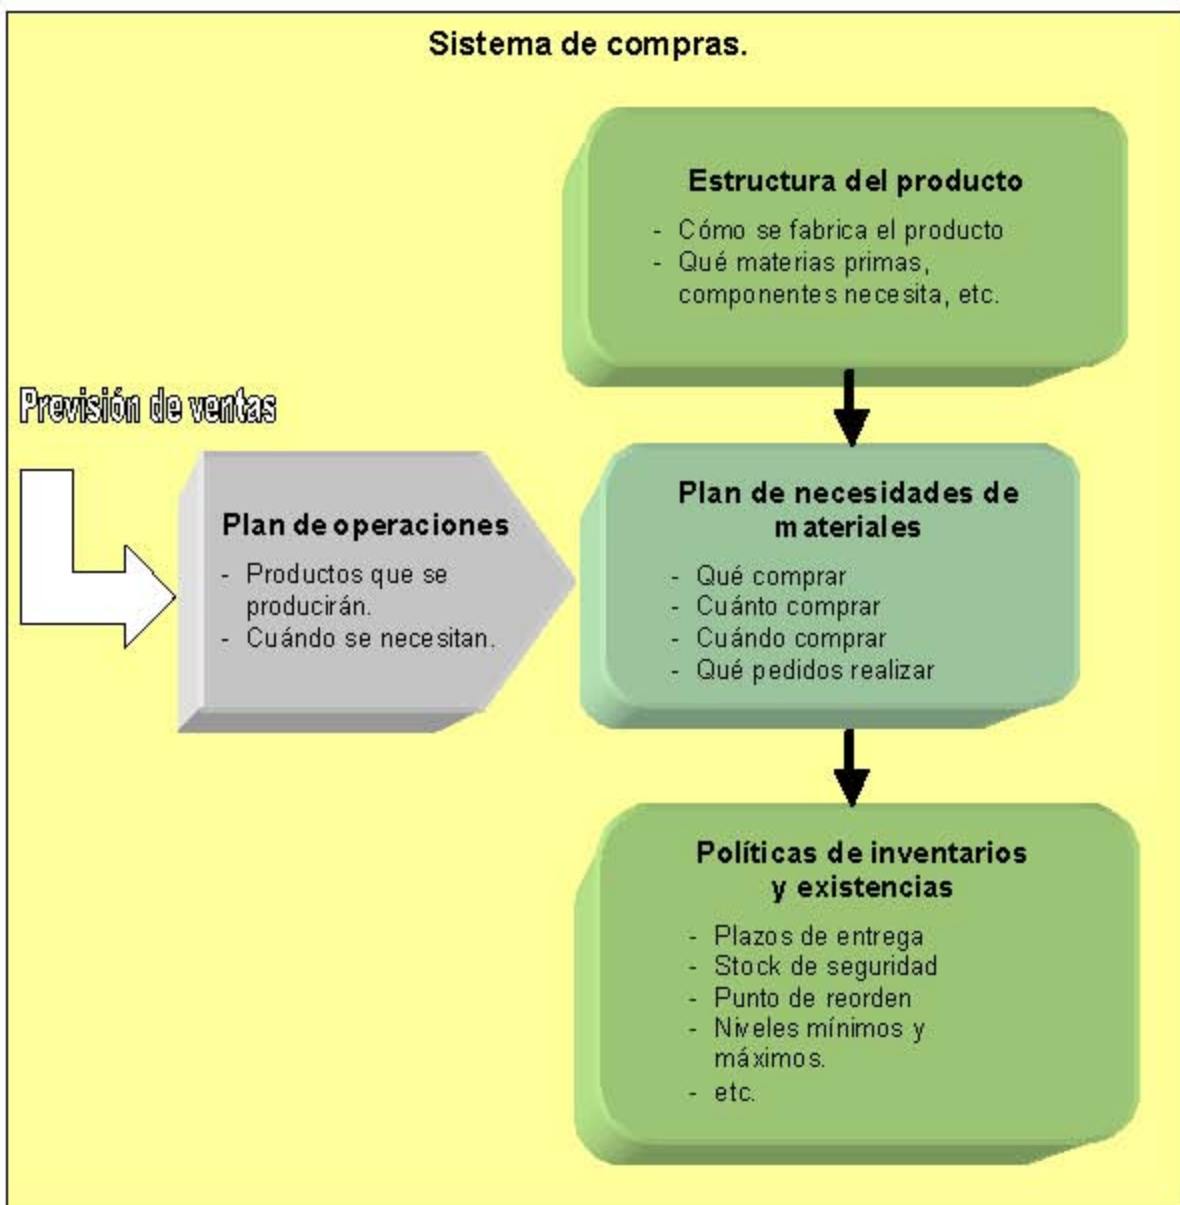 Sistema de compras.
Estructura del producto
- Cómo se fabrica el producto
- Qué materias primas,
componentes necesita, etc.
Previsión de ventas
Plan de operaciones
- Productos que se
producirán.
- Cuándo se necesitan.
Plan de necesidades de
materiales
- Qué comprar
- Cuánto comprar
- Cuándo comprar
- Qué pedidos realizar
Políticas de inventarios
y existencias
- Plazos de entrega
- Stock de seguridad
- Punto de reorden
- Niveles mínimos y
máximos.
- etc.